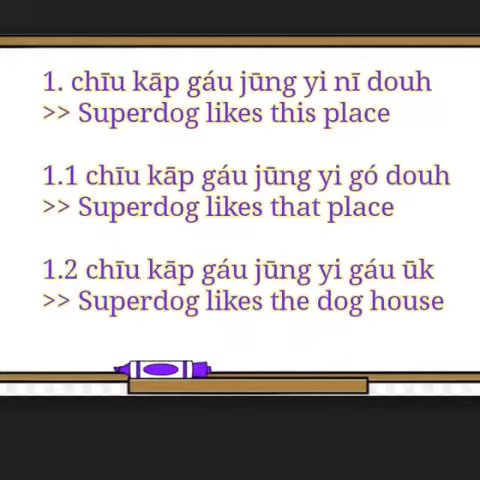 1. chīu kāp gáu jūng yi nī douh
>> Superdog likes this place
1.1 chīu kāp gáu jūng yi gó douh
>> Superdog likes that place
1.2 chīu kāp gáu jūng yi gáu ūk
>> Superdog likes the dog house